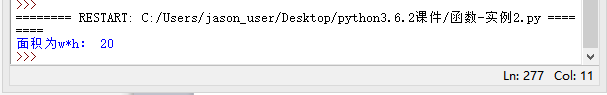 >>>
======== RESTART: C:/Users/jason_user/Desktop/python3.6.2课件/函数-实例2.py ====
====
面积为w*h： 20
>>>
Ln: 277 Col: 11